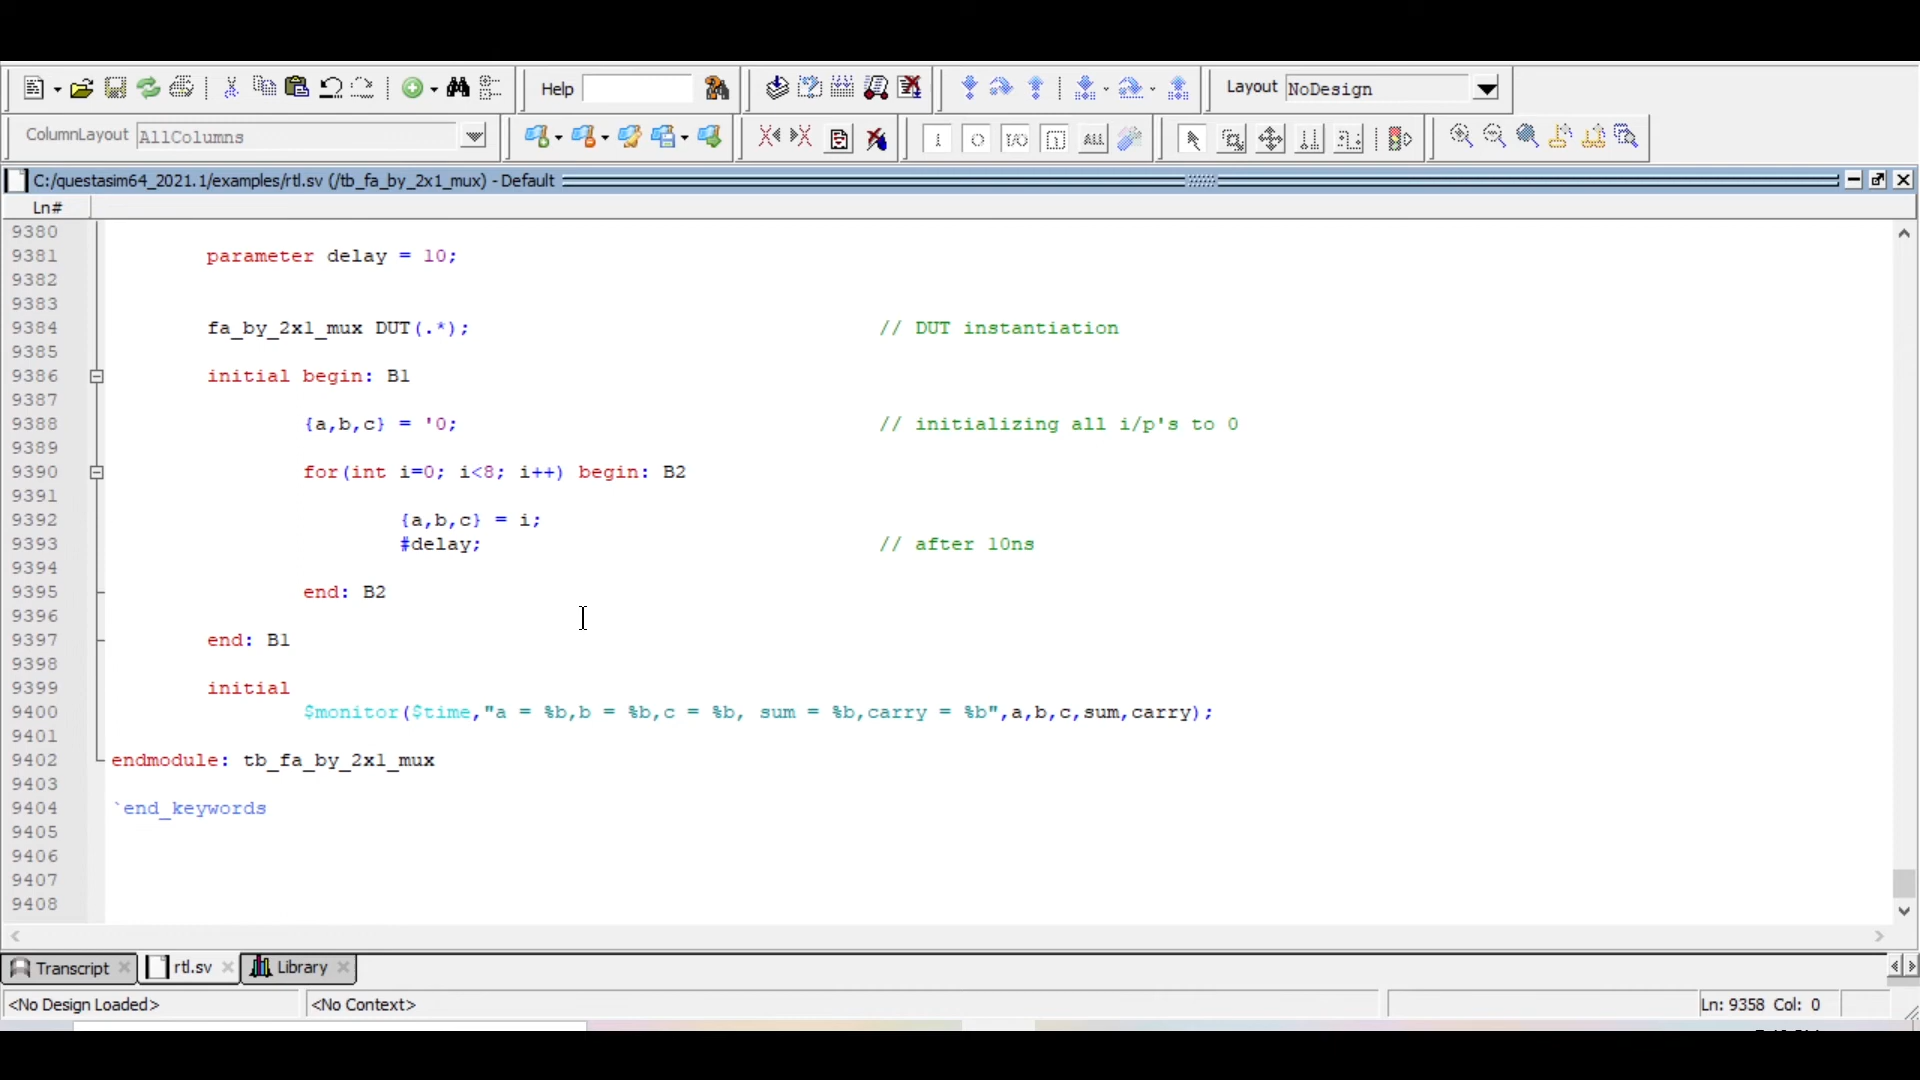 Help
Layout NoDesign
ColumnLayout AllColumns
I O I/O ALL
C:/questasim64_2021.1/examples/rtl.sv (/tb_fa_by_2x1_mux) - Default
Ln#
9380
9381 parameter delay = 10;
9382
9383
9384 fa_by_2x1_mux DUT(.*); // DUT instantiation
9385
9386 initial begin: B1
9387
9388 {a,b,c} = '0; // initializing all i/p's to 0
9389
9390 for(int i=0; i<8; i++) begin: B2
9391
9392 {a,b,c} = i;
9393 #delay; // after 10ns
9394
9395 end: B2
9396
9397 end: B1
9398
9399 initial
9400 $monitor($time,"a = %b,b = %b,c = %b, sum = %b,carry = %b",a,b,c,sum,carry);
9401
9402 endmodule: tb_fa_by_2x1_mux
9403
9404 `end_keywords
9405
9406
9407
9408
Transcript rtl.sv Library
<No Design Loaded> <No Context> Ln: 9358 Col: 0